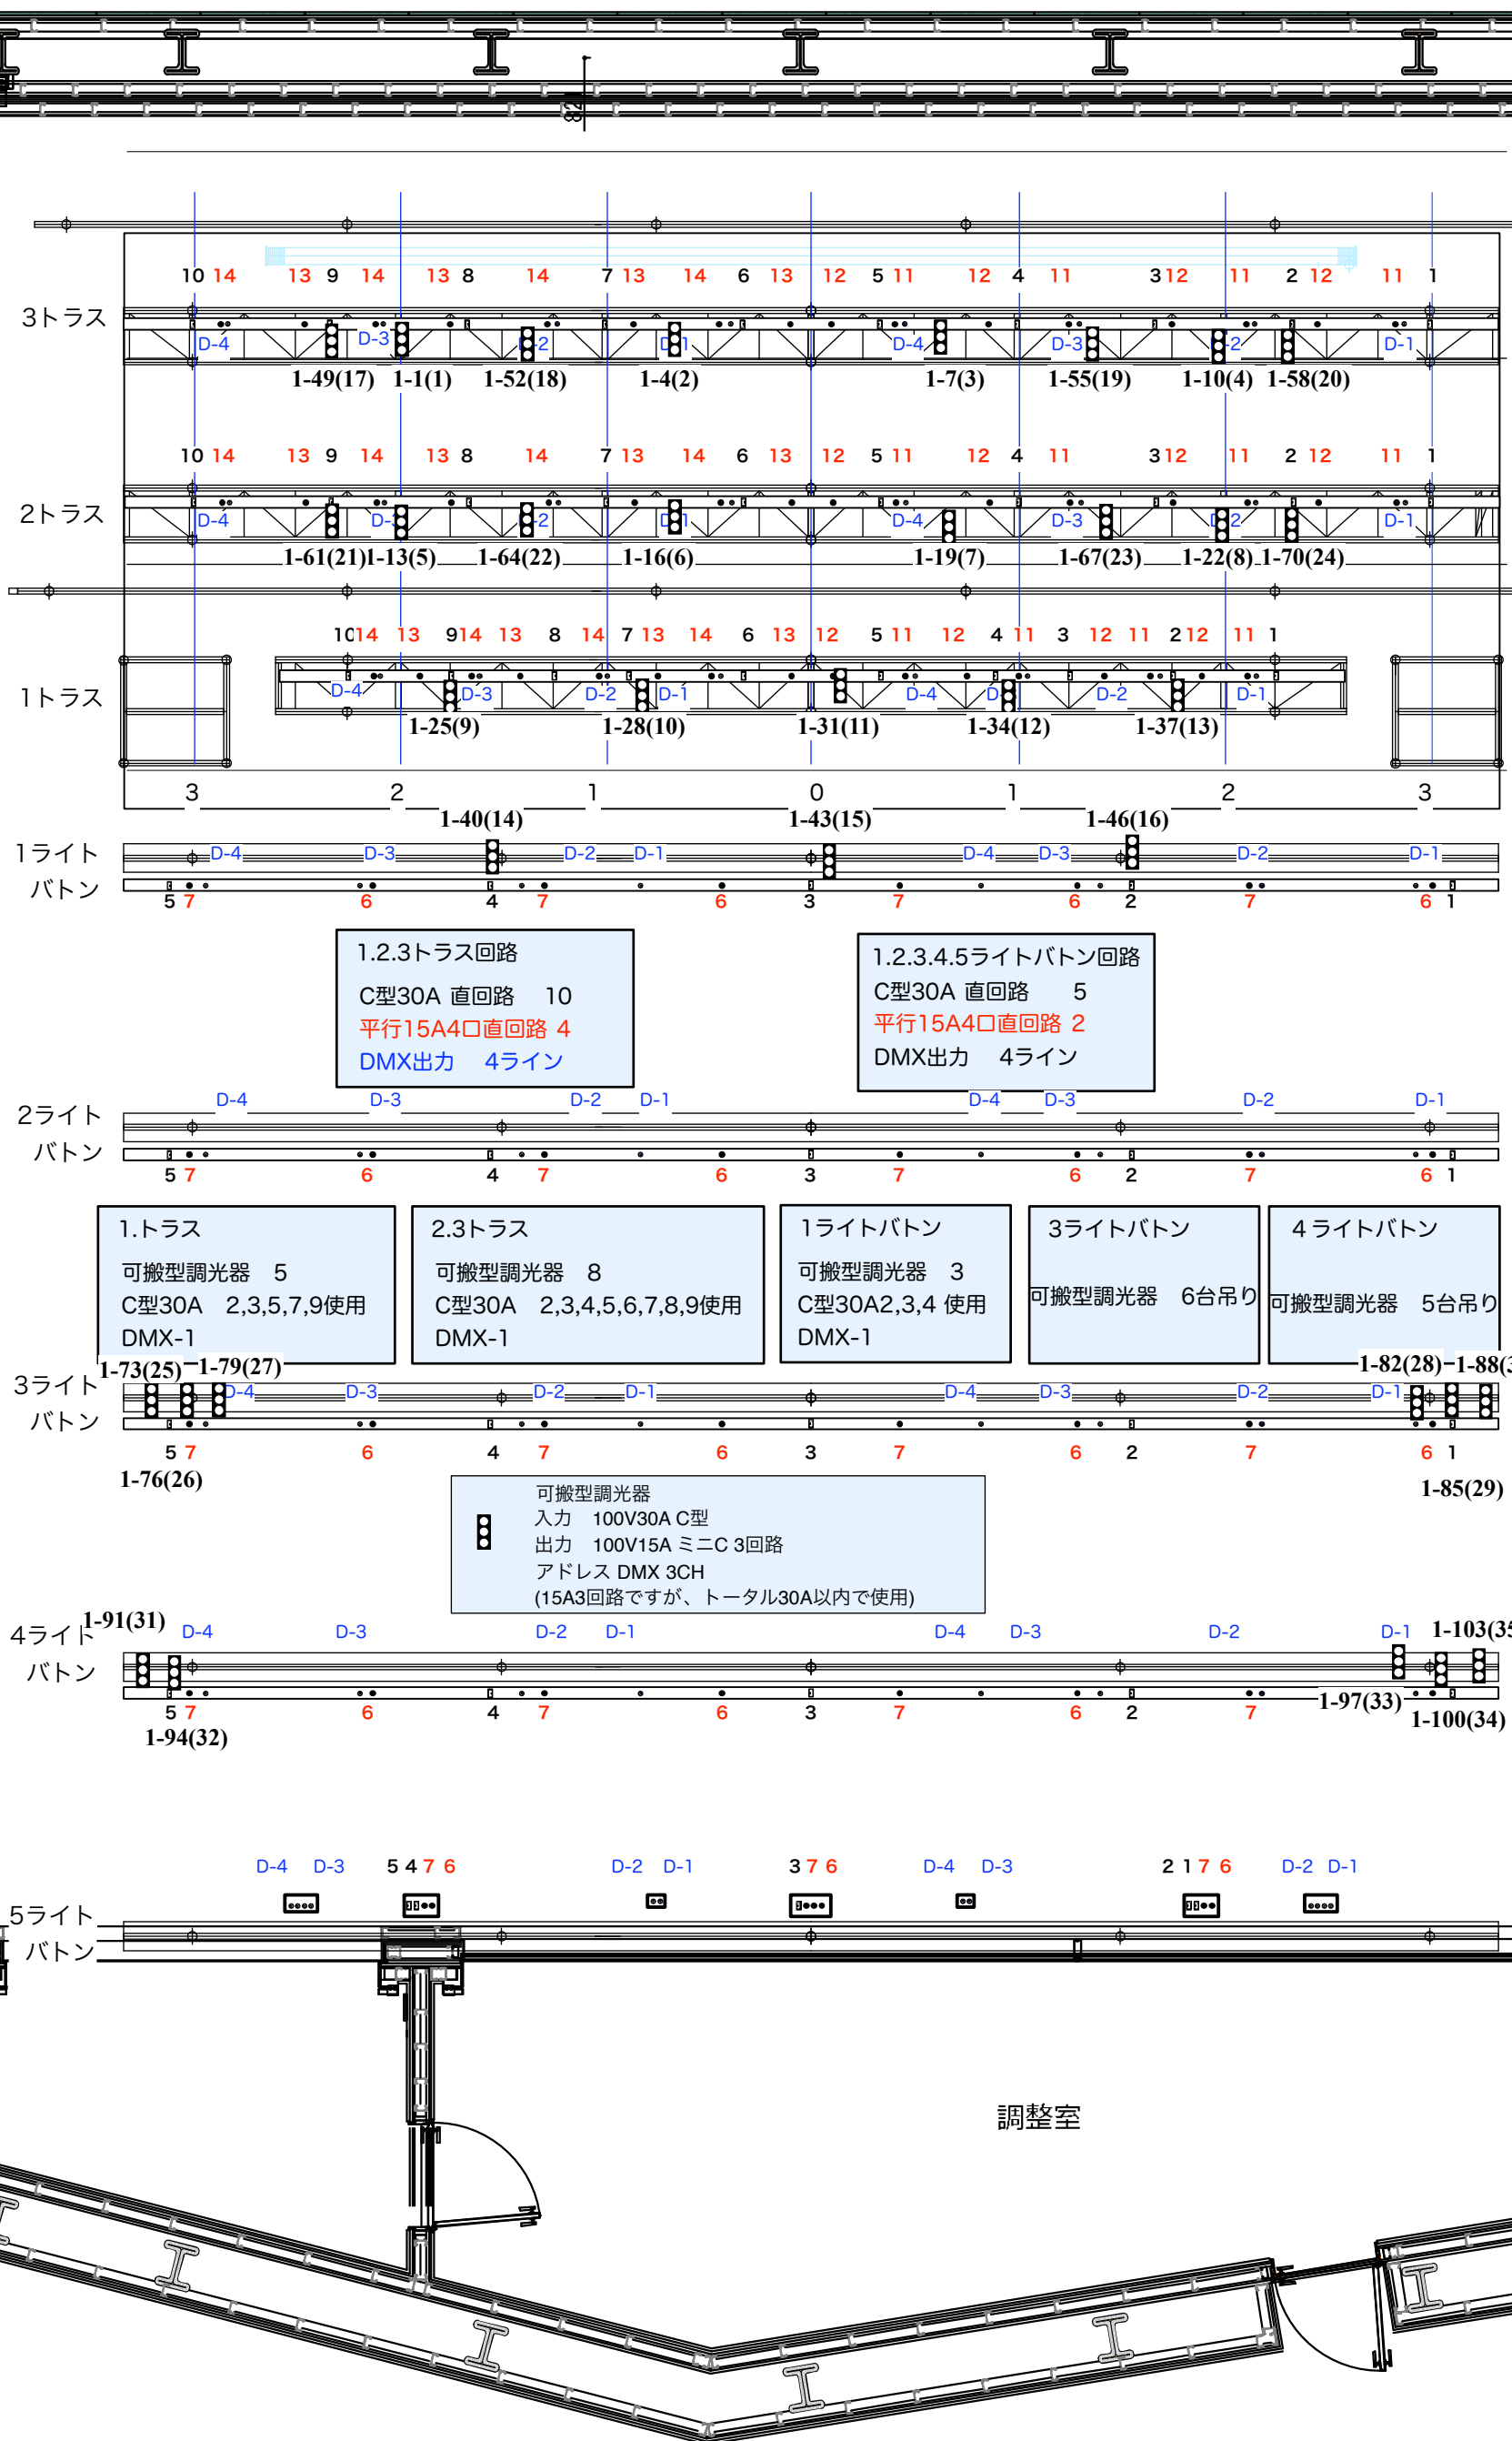 821
10 14 13 9 14 13 8 14 7 13 14 6 13 12 5 11 12 4 11 3 12 11 2 12 11 1
3トラス
D-4 D-3 D-1 D-4 D-3 D-1
1-49(17) 1-1(1) 1-52(18) 1-4(2) 1-7(3) 1-55(19) 1-10(4) 1-58(20)
10 14 13 9 14 13 8 14 7 13 14 6 13 12 5 11 12 4 11 3 12 11 2 12 11 1
2トラス
D-4 D-1 D-4 D-3 D-1
1-61(21) 1-13(5) 1-64(22) 1-16(6) 1-19(7) 1-67(23) 1-22(8) 1-70(24)
10 14 13 9 14 13 8 14 7 13 14 6 13 12 5 11 12 4 11 3 12 11 2 12 11 1
1トラス
D-4 D-3 D-2 D-1 D-4 D-2 D-1
1-25(9) 1-28(10) 1-31(11) 1-34(12) 1-37(13)
3 2 1 0 1 2 3
1-40(14) 1-43(15) 1-46(16)
1ライト
バトン
D-4 D-3 D-2 D-1 D-4 D-3 D-2 D-1
5 7 6 4 7 6 3 7 6 2 7 6 1
1.2.3トラス回路
C型30A 直回路 10
平行15A4口直回路 4
DMX出力 4ライン
1.2.3.4.5ライトバトン回路
C型30A 直回路 5
平行15A4口直回路 2
DMX出力 4ライン
D-4 D-3 D-2 D-1 D-4 D-3 D-2 D-1
2ライト
バトン
5 7 6 4 7 6 3 7 6 2 7 6 1
1.トラス
可搬型調光器 5
C型30A 2,3,5,7,9使用
DMX-1
2.3トラス
可搬型調光器 8
C型30A 2,3,4,5,6,7,8,9使用
DMX-1
1ライトバトン
可搬型調光器 3
C型30A2,3,4 使用
DMX-1
3ライトバトン
可搬型調光器 6台吊り
4 ライトバトン
可搬型調光器 5台吊り
1-73(25) 1-79(27) 1-82(28)
3ライト
バトン
D-4 D-3 D-2 D-1 D-4 D-3 D-2 D-1
5 7 6 4 7 6 3 7 6 2 7 6 1
1-76(26) 1-85(29)
可搬型調光器
入力 100V30A C型
出力 100V15A ミニC 3回路
アドレス DMX 3CH
(15A3回路ですが、トータル30A以内で使用)
1-91(31)
4ライト
バトン
D-4 D-3 D-2 D-1 D-4 D-3 D-2 D-1
5 7 6 4 7 6 3 7 6 2 7
1-94(32) 1-97(33) 1-100(34)
D-4 D-3 5 4 7 6 D-2 D-1 3 7 6 D-4 D-3 2 1 7 6 D-2 D-1
5ライト
バトン
調整室